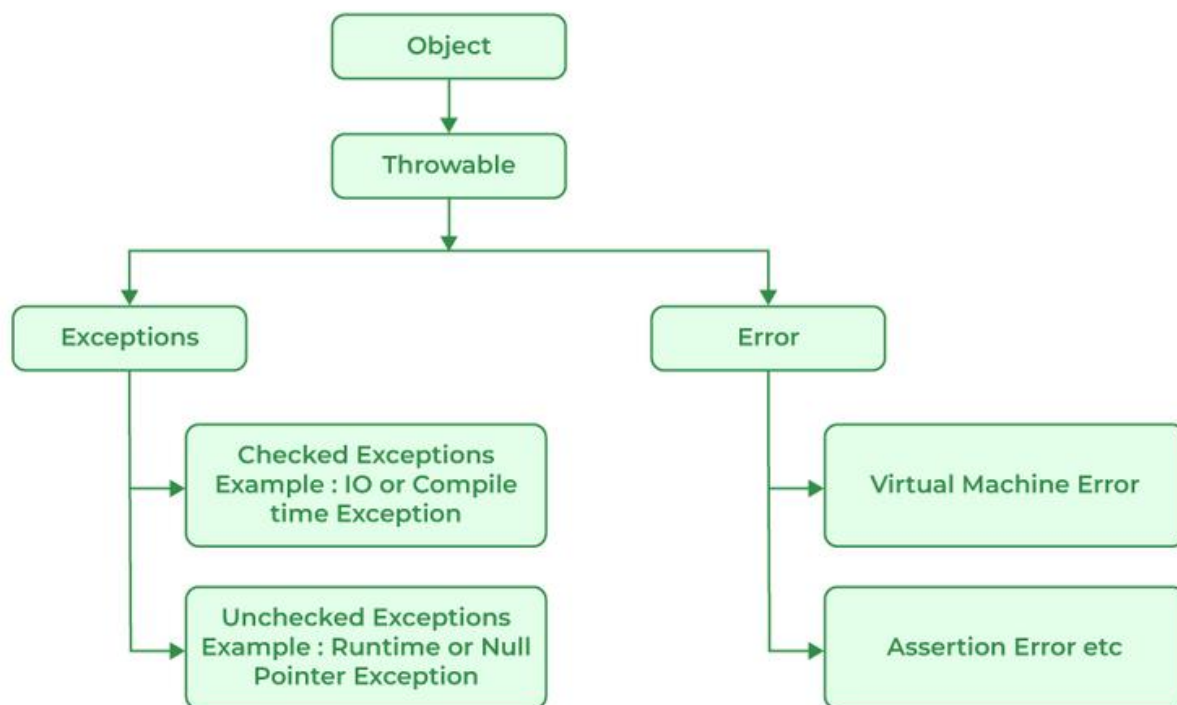 Object
Throwable
Exceptions
Error
Checked Exceptions
Example : IO or Compile
time Exception
Virtual Machine Error
Unchecked Exceptions
Example : Runtime or Null
Pointer Exception
Assertion Error etc